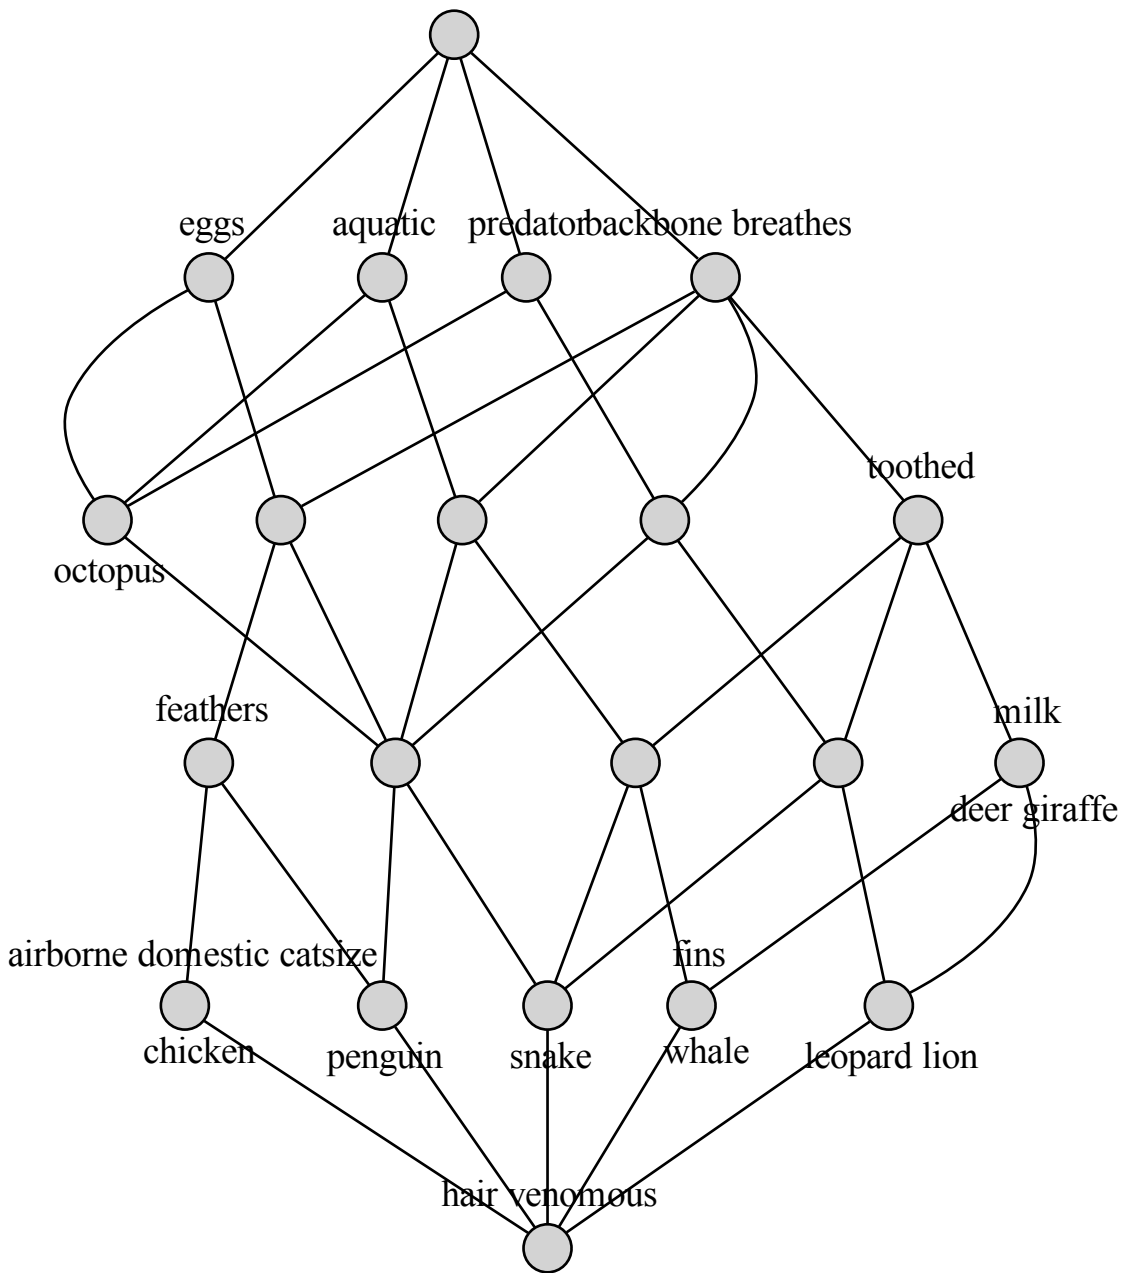 eggs
aquatic
predator
backbone breathes
toothed
octopus
feathers
milk
deer giraffe
airborne domestic catsize
fins
chicken
penguin
snake
whale
leopard lion
hair venomous